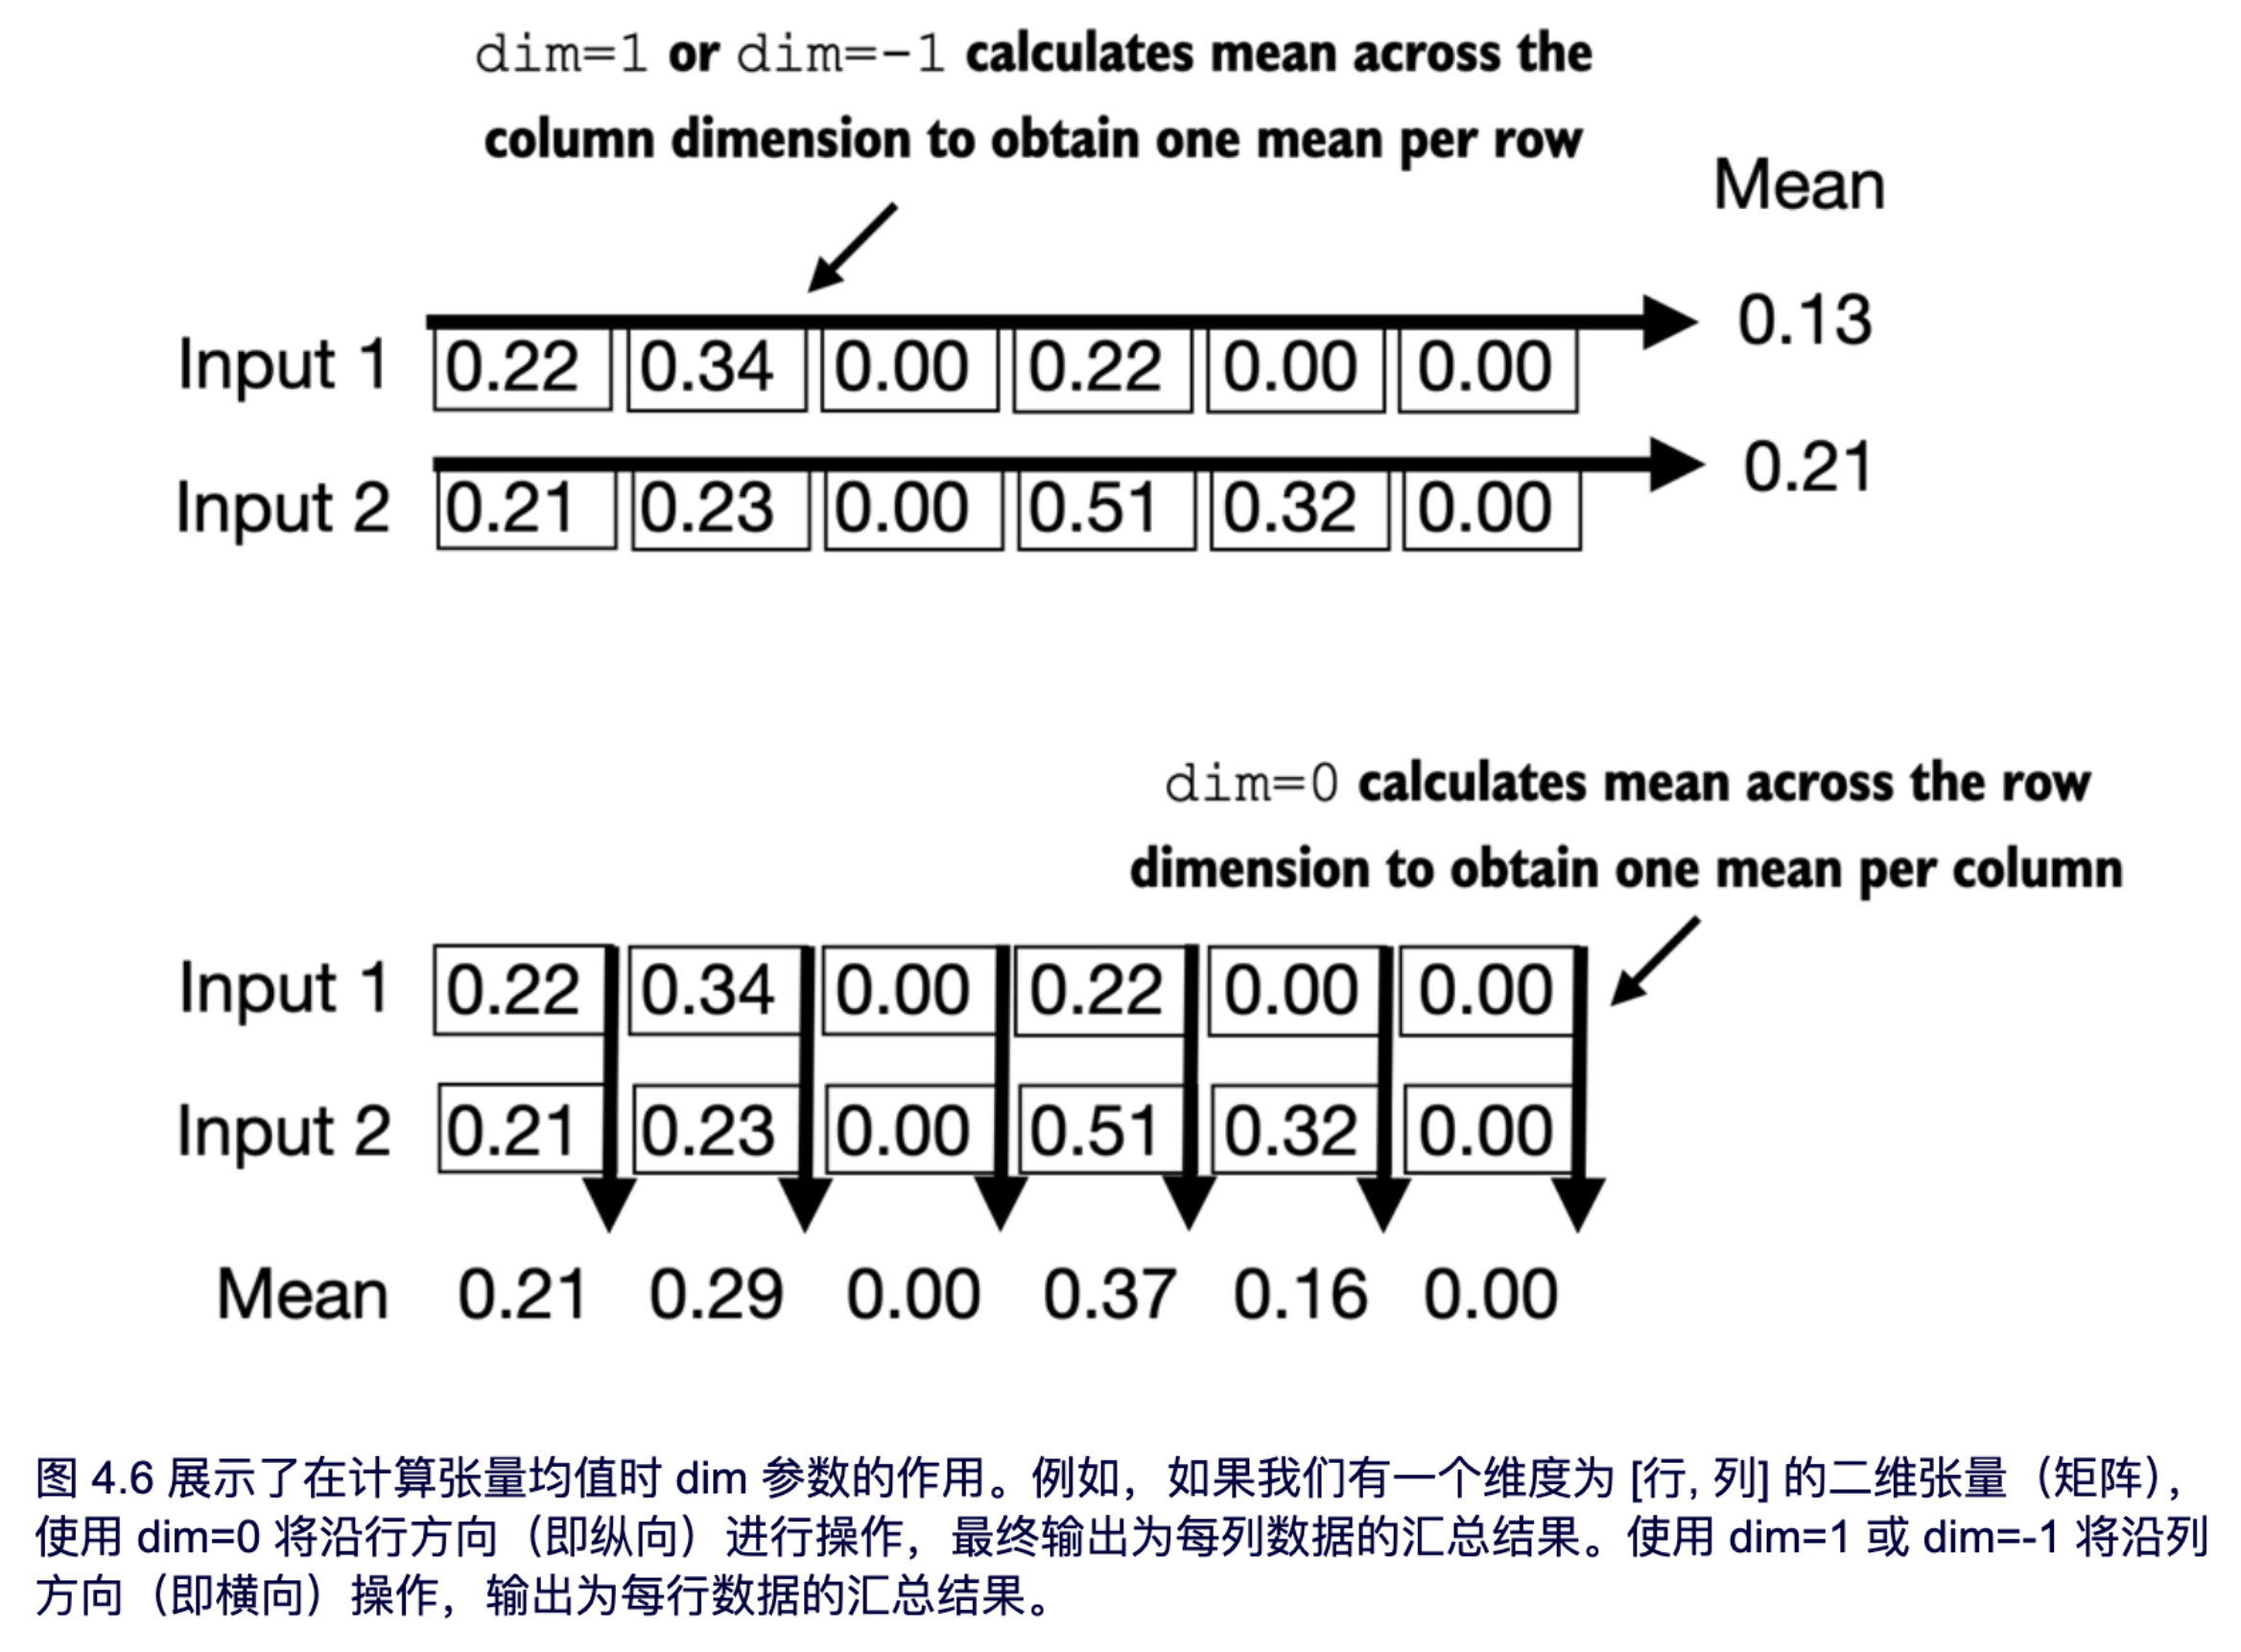 dim=1 or dim=-1 calculates mean across the
column dimension to obtain one mean per row
Mean
0.13
Input 1 0.22 0.34 0.00 0.22 0.00 0.00
0.21
Input 2 0.21 0.23 0.00 0.51 0.32 0.00
dim=0 calculates mean across the row
dimension to obtain one mean per column
Input 1 0.22 0.34 0.00 0.22 0.00 0.00
Input 2 0.21 0.23 0.00 0.51 0.32 0.00
Mean 0.21 0.29 0.00 0.37 0.16 0.00
图 4.6 展示了在计算张量均值时 dim 参数的作用。例如，如果我们有一个维度为 [行, 列] 的二维张量（矩阵），
使用 dim=0 将沿行方向（即纵向）进行操作，最终输出为每列数据的汇总结果。使用 dim=1 或 dim=-1 将沿列
方向（即横向）操作，输出为每行数据的汇总结果。